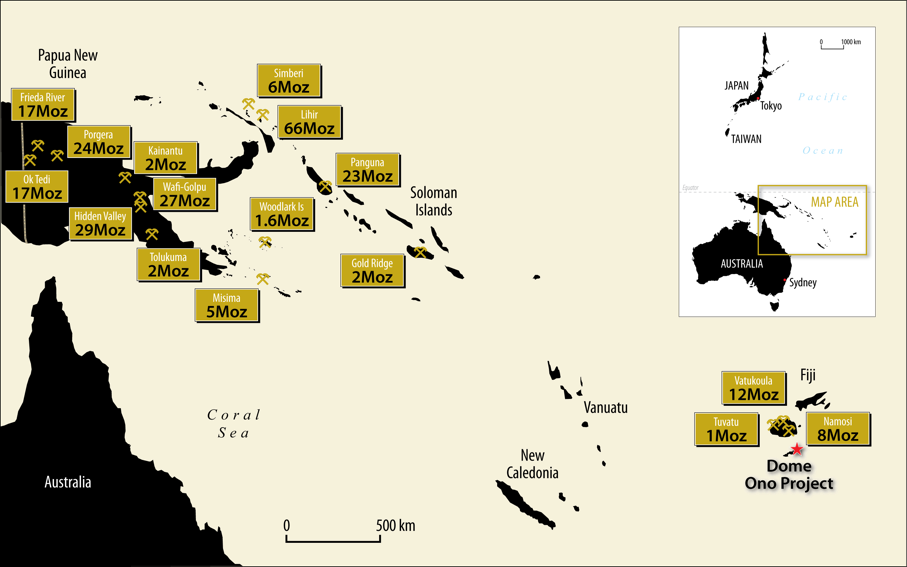 Papua New
Guinea
Frieda River
17Moz
Porgera
24Moz
Kainantu
2Moz
Ok Tedi
17Moz
Wafi-Golpu
27Moz
Hidden Valley
29Moz
Tolukuma
2Moz
Simberi
6Moz
Lihir
66Moz
Panguna
23Moz
Woodlark Is
1.6Moz
Soloman
Islands
Gold Ridge
2Moz
Misima
5Moz
Coral
Sea
Australia
0 500 km
New
Caledonia
Vanuatu
Fiji
Vatukoula
12Moz
Tuvatu
1Moz
Namosi
8Moz
Dome
Ono Project
0 1000 km
JAPAN
Tokyo
Pacific
TAIWAN
Ocean
Equator
MAP AREA
AUSTRALIA
Sydney